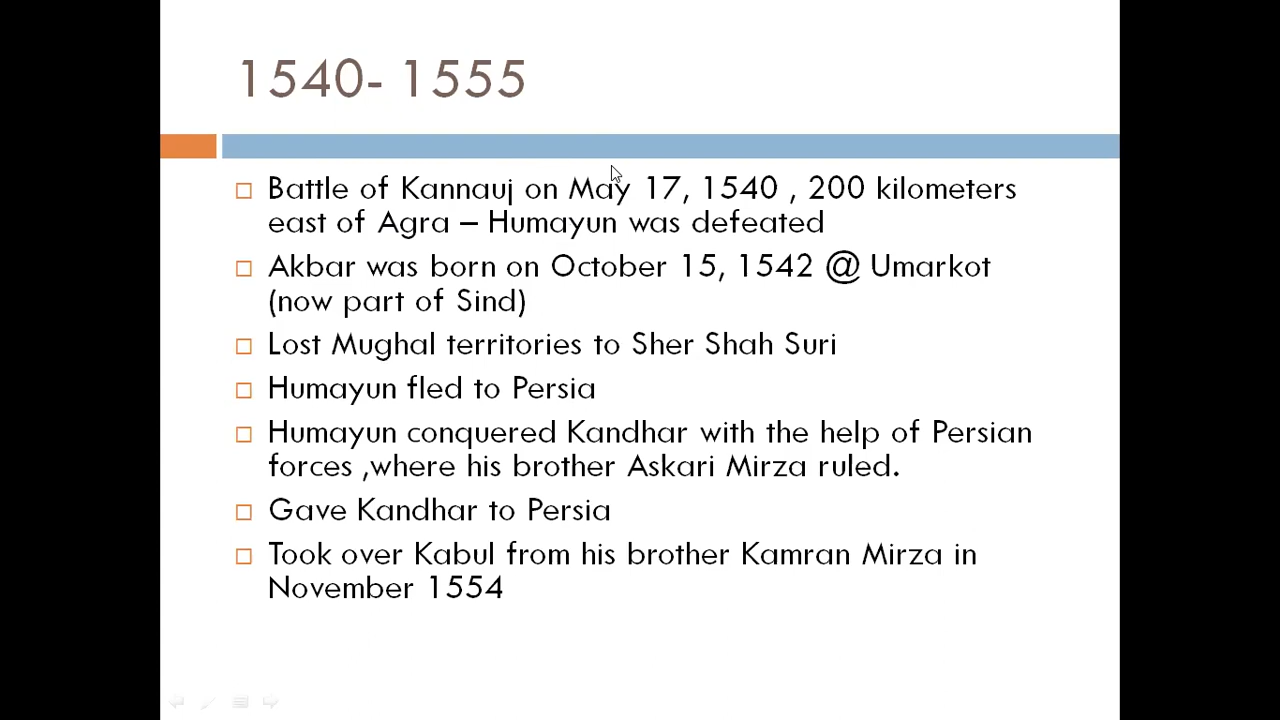 1540- 1555
Battle of Kannauj on May 17, 1540 , 200 kilometers
east of Agra – Humayun was defeated
Akbar was born on October 15, 1542 @ Umarkot
(now part of Sind)
Lost Mughal territories to Sher Shah Suri
Humayun fled to Persia
Humayun conquered Kandhar with the help of Persian
forces ,where his brother Askari Mirza ruled.
Gave Kandhar to Persia
Took over Kabul from his brother Kamran Mirza in
November 1554